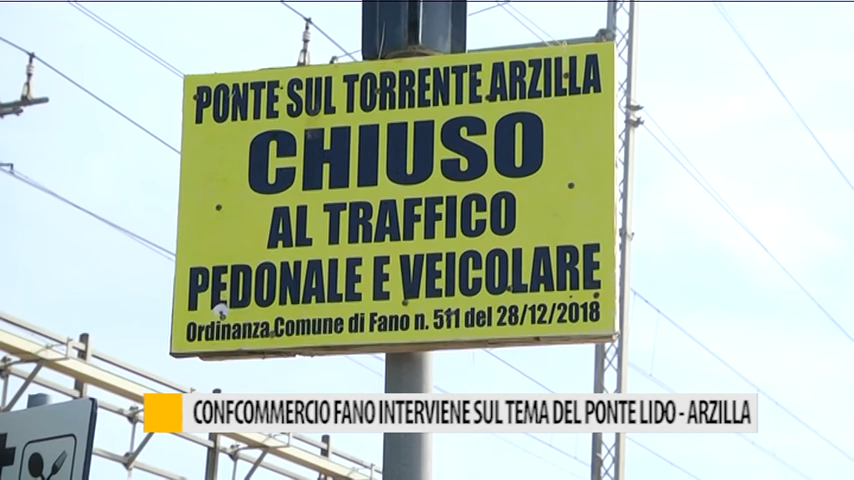 PONTE SUL TORRENTE ARZILLA
CHIUSO
AL TRAFFICO
PEDONALE E VEICOLARE
Ordinanza Comune di Fano n. 511 del 28/12/2018
CONFCOMMERCIO FANO INTERVIENE SUL TEMA DEL PONTE LIDO - ARZILLA